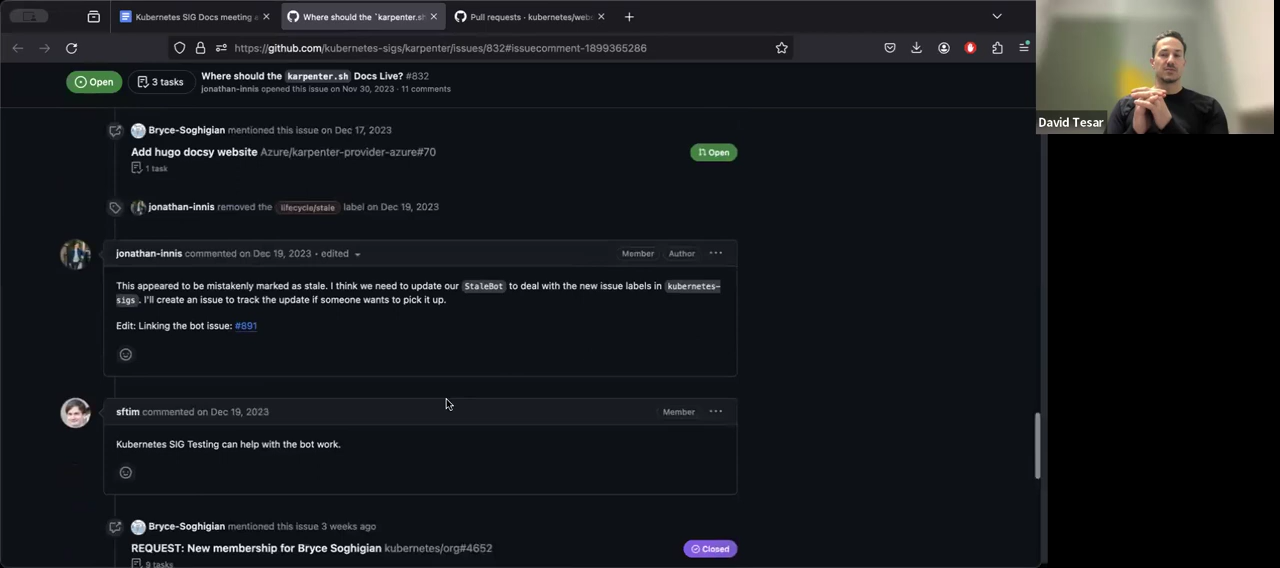 Kubernetes SIG Docs meeting a
Where should the `karpenter.sh
Pull requests · kubernetes/webs
https://github.com/kubernetes-sigs/karpenter/issues/832#issuecomment-1899365286
Open
3 tasks
Where should the karpenter.sh Docs Live? #832
jonathan-innis opened this issue on Nov 30, 2023 · 11 comments
David Tesar
Bryce-Soghigian mentioned this issue on Dec 17, 2023
Add hugo docsy website Azure/karpenter-provider-azure#70
Open
1 task
jonathan-innis removed the lifecycle/stale label on Dec 19, 2023
jonathan-innis commented on Dec 19, 2023 · edited
Member
Author
This appeared to be mistakenly marked as stale. I think we need to update our StaleBot to deal with the new issue labels in kubernetes-
sigs. I'll create an issue to track the update if someone wants to pick it up.
Edit: Linking the bot issue: #891
sftim commented on Dec 19, 2023
Member
Kubernetes SIG Testing can help with the bot work.
Bryce-Soghigian mentioned this issue 3 weeks ago
REQUEST: New membership for Bryce Soghigian kubernetes/org#4652
Closed
9 tasks